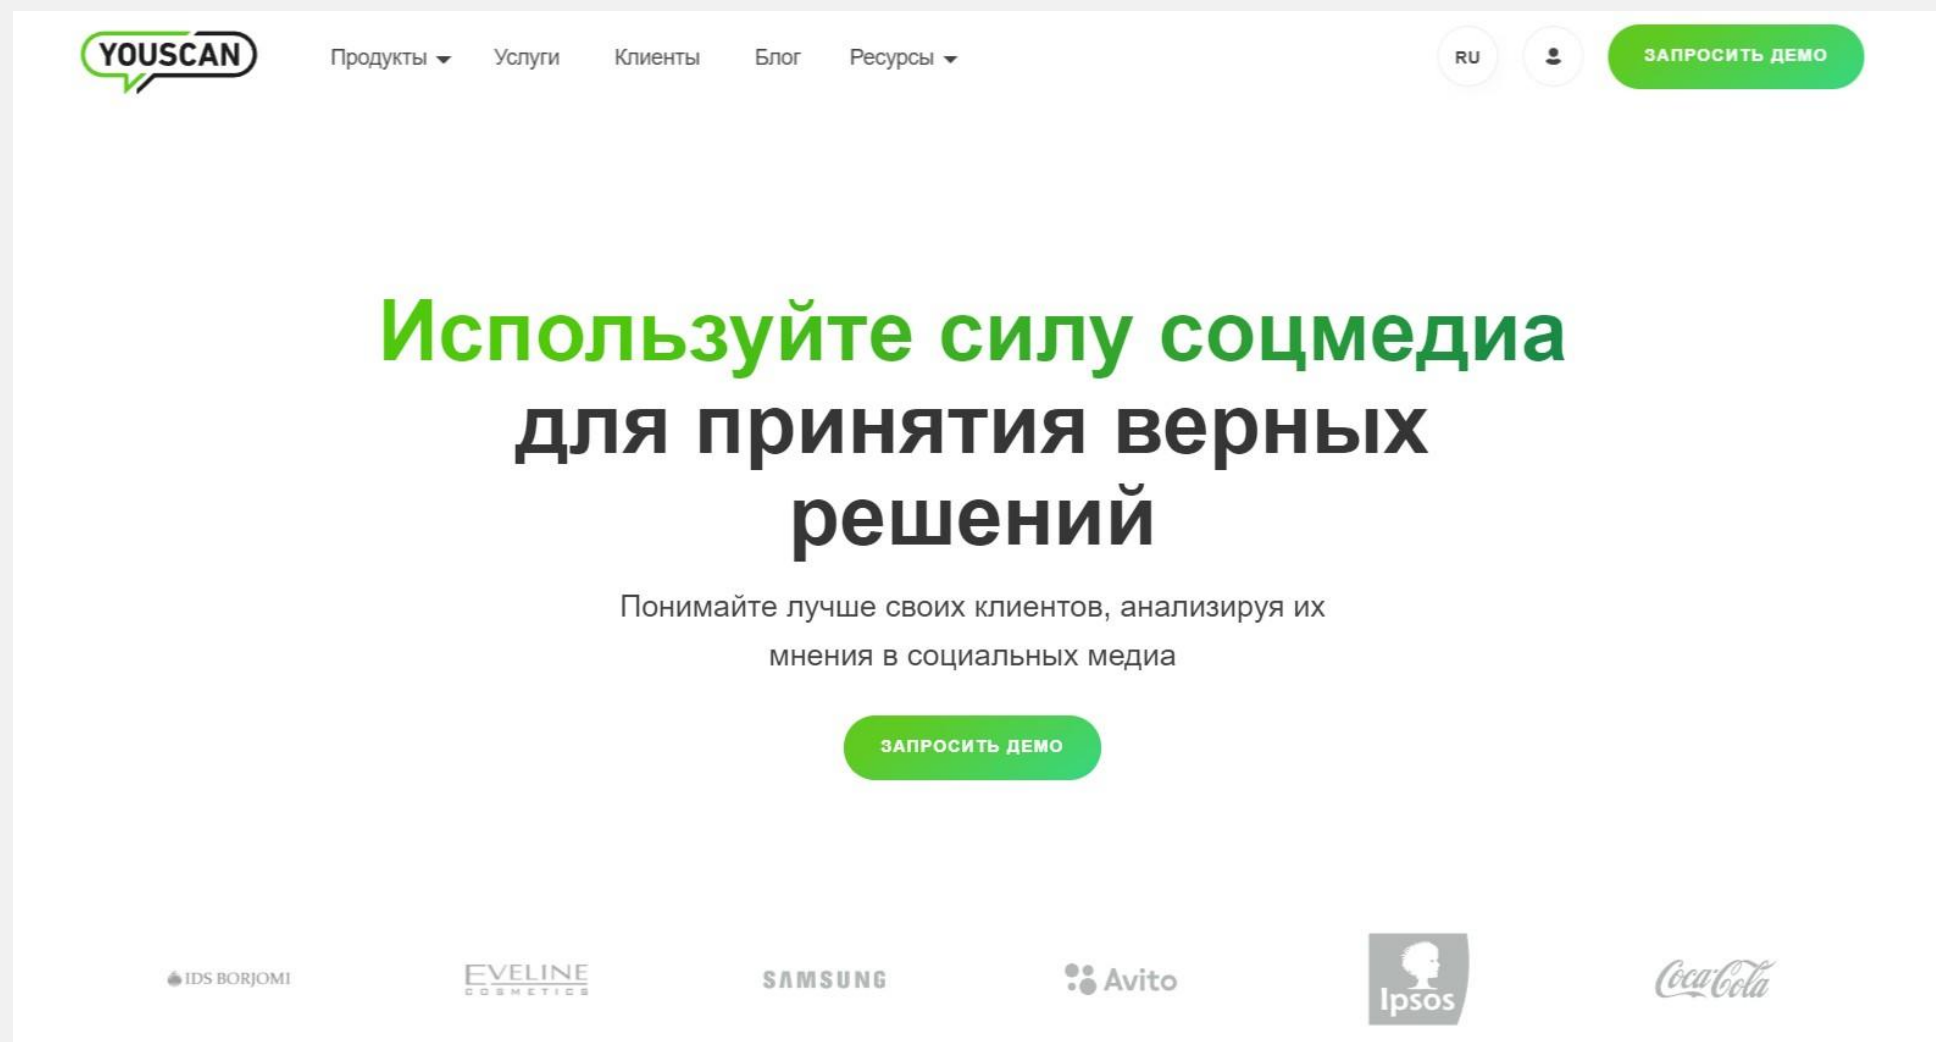 YOUSCAN
Продукты
Услуги
Клиенты
Блог
Ресурсы
RU
ЗАПРОСИТЬ ДЕМО
Используйте силу соцмедиа
для принятия верных
решений
Понимайте лучше своих клиентов, анализируя их
мнения в социальных медиа
ЗАПРОСИТЬ ДЕМО
IDS BORJOMI
EVELINE
COSMETICS
SAMSUNG
Avito
Ipsos
Coca-Cola